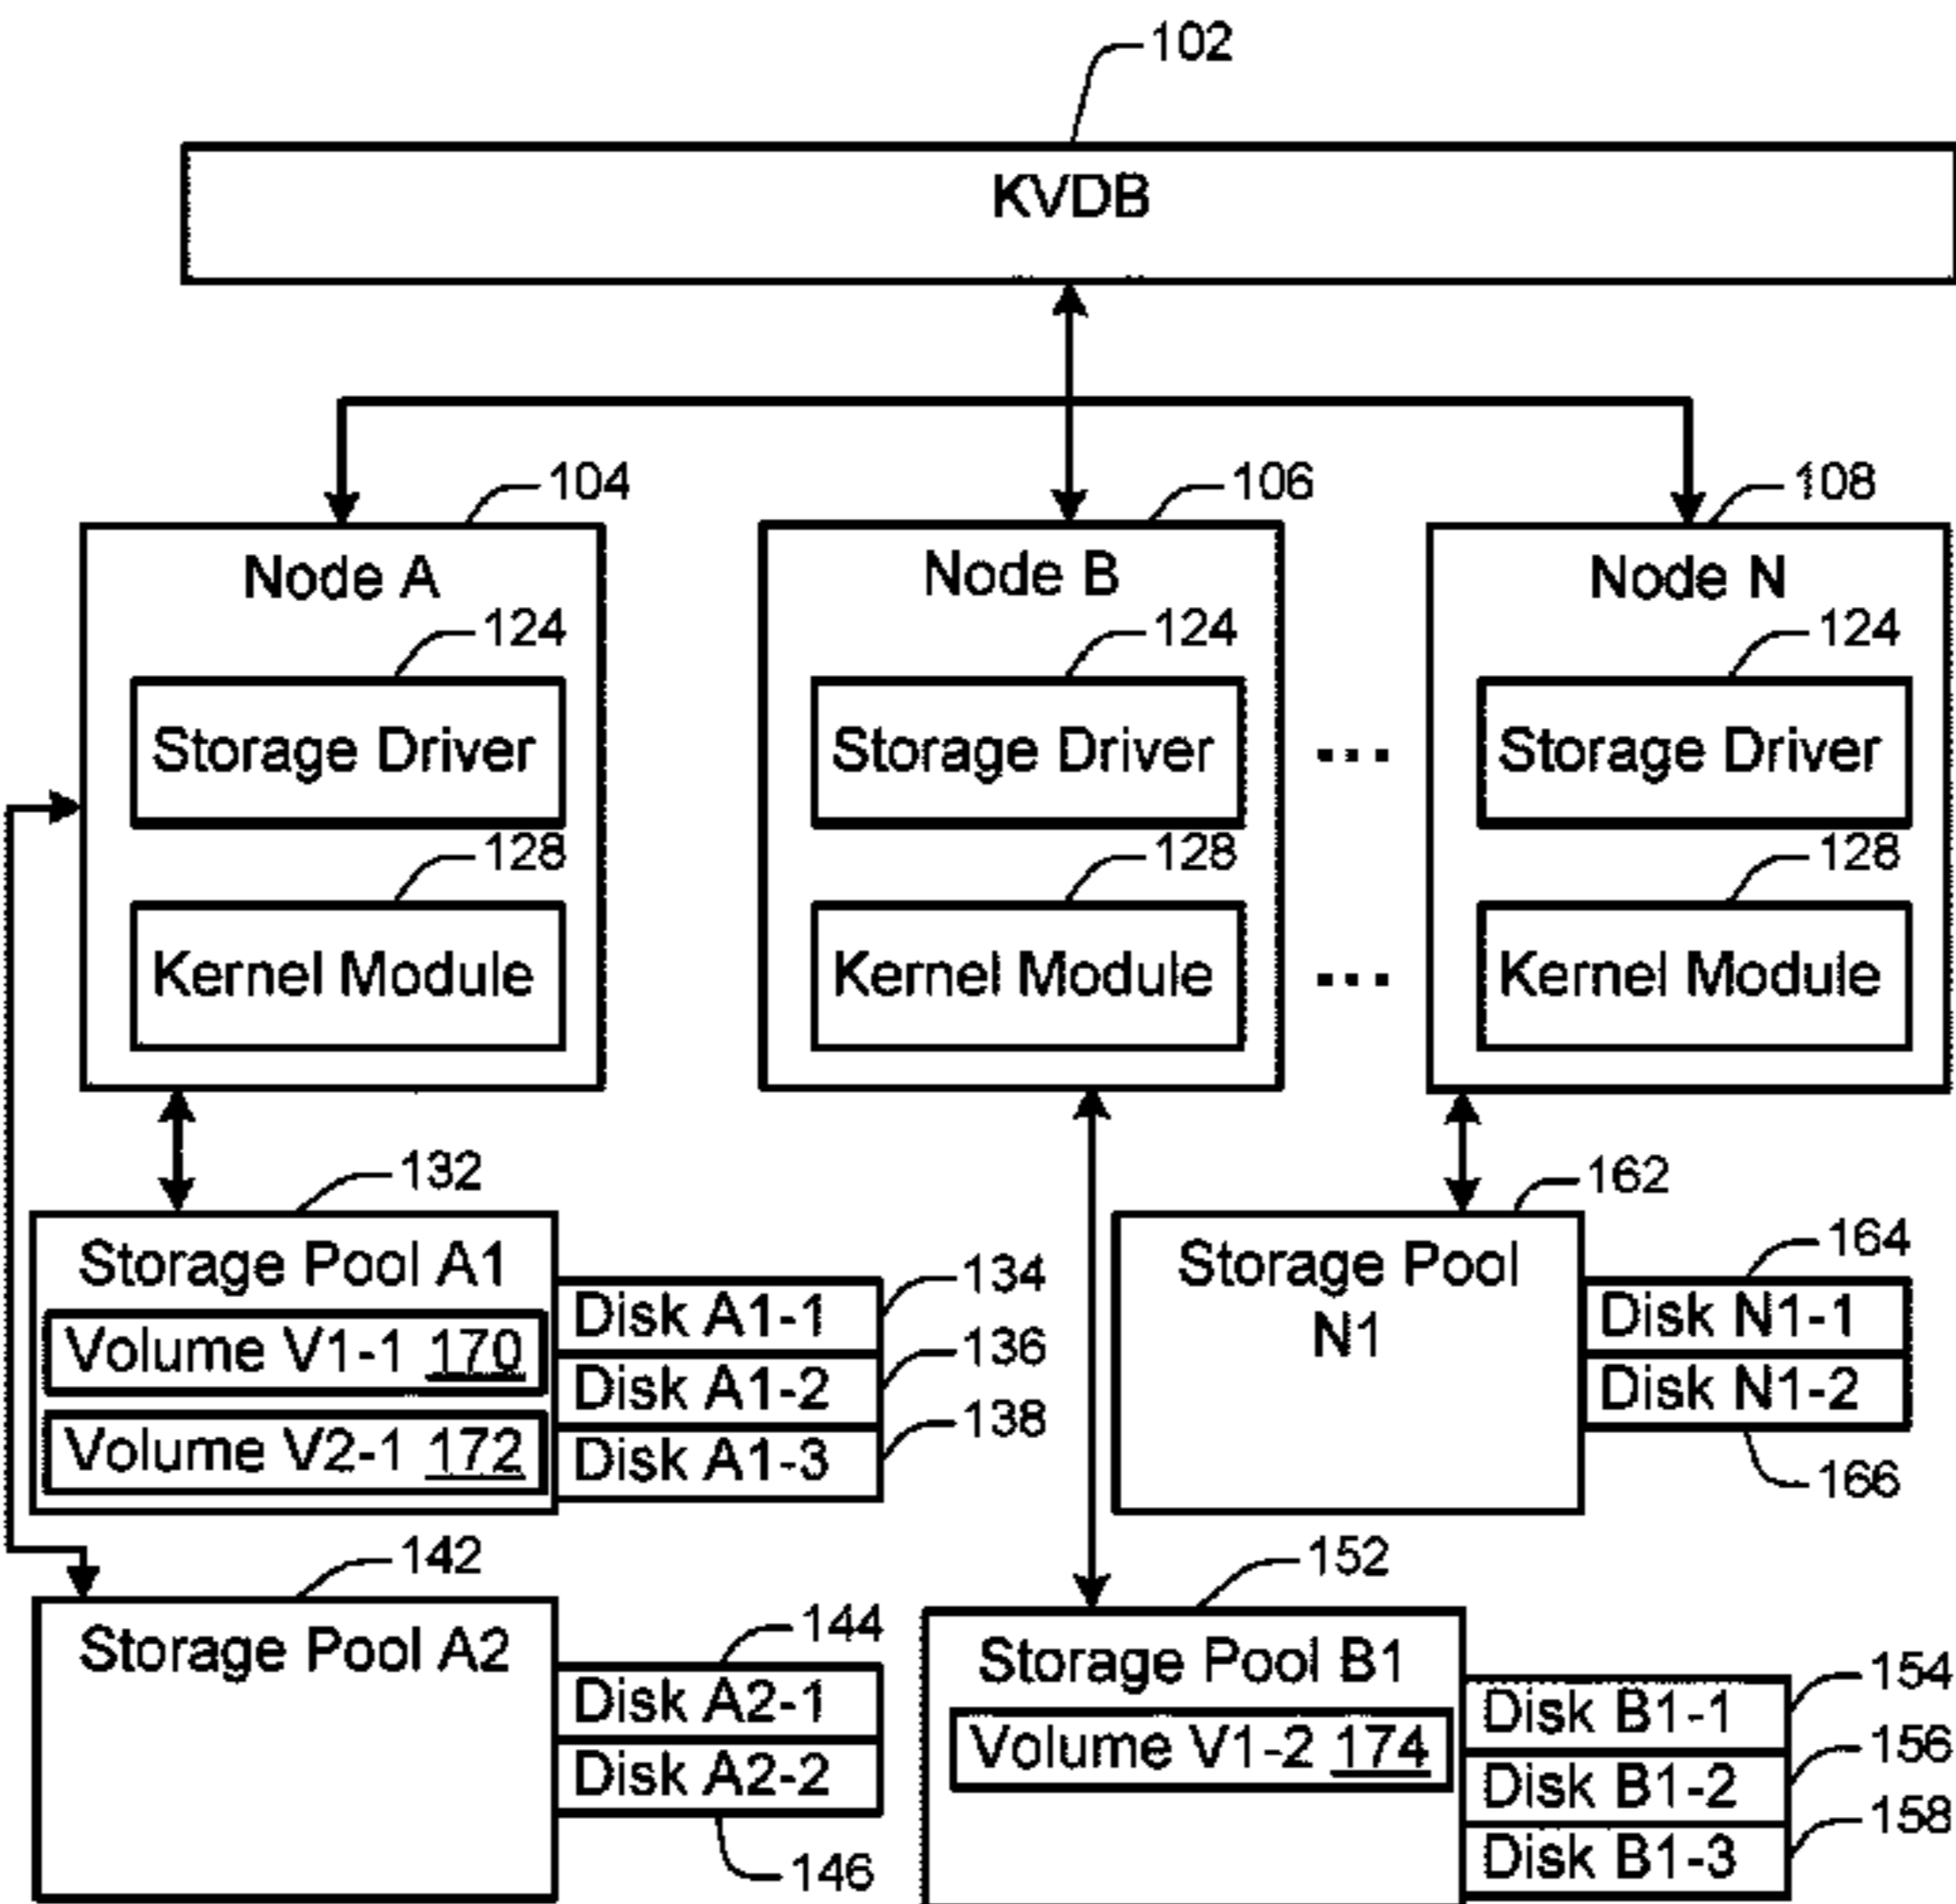 102
KVDB
104
106
108
Node A
Node B
Node N
124
124
124
Storage Driver
Storage Driver
...
Storage Driver
128
128
128
Kernel Module
Kernel Module
...
Kernel Module
132
162
Storage Pool A1
Volume V1-1 170
Volume V2-1 172
Disk A1-1
Disk A1-2
Disk A1-3
134
136
138
Storage Pool
N1
Disk N1-1
Disk N1-2
164
166
142
Storage Pool A2
144
Disk A2-1
Disk A2-2
146
152
Storage Pool B1
Volume V1-2 174
Disk B1-1
Disk B1-2
Disk B1-3
154
156
158